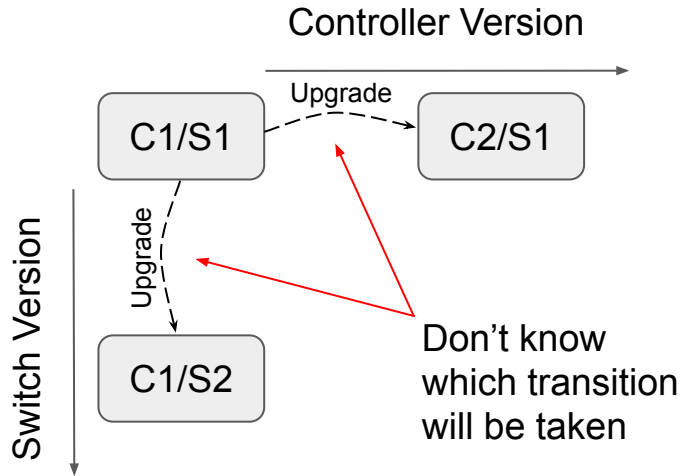 Controller Version
Upgrade
C1/S1
C2/S1
Switch Version
Upgrade
C1/S2
Don’t know
which transition
will be taken